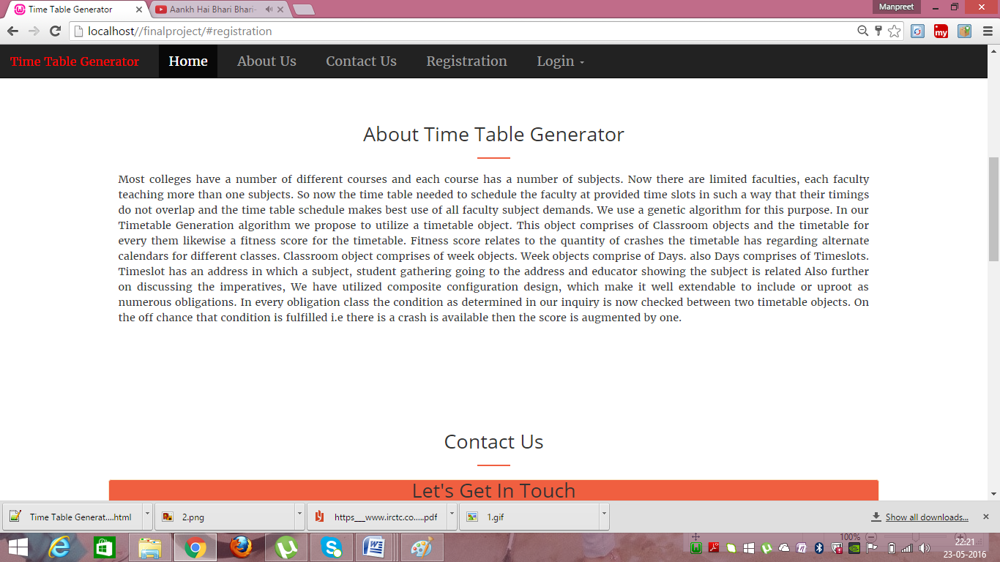 Time Table Generator
Aankh Hai Bhari Bhari-
Manpreet
localhost//finalproject/#registration
my
Time Table Generator
Home
About Us
Contact Us
Registration
Login
About Time Table Generator
Most colleges have a number of different courses and each course has a number of subjects. Now there are limited faculties, each faculty
teaching more than one subjects. So now the time table needed to schedule the faculty at provided time slots in such a way that their timings
do not overlap and the time table schedule makes best use of all faculty subject demands. We use a genetic algorithm for this purpose. In our
Timetable Generation algorithm we propose to utilize a timetable object. This object comprises of Classroom objects and the timetable for
every them likewise a fitness score for the timetable. Fitness score relates to the quantity of crashes the timetable has regarding alternate
calendars for different classes. Classroom object comprises of week objects. Week objects comprise of Days. also Days comprises of Timeslots.
Timeslot has an address in which a subject, student gathering going to the address and educator showing the subject is related Also further
on discussing the imperatives, We have utilized composite configuration design, which make it well extendable to include or uproot as
numerous obligations. In every obligation class the condition as determined in our inquiry is now checked between two timetable objects. On
the off chance that condition is fulfilled i.e there is a crash is available then the score is augmented by one.
Contact Us
Let's Get In Touch
Time Table Generat....html
2.png
https___www.irctc.co.....pdf
1.gif
Show all downloads...
100%
22:21
23-05-2016